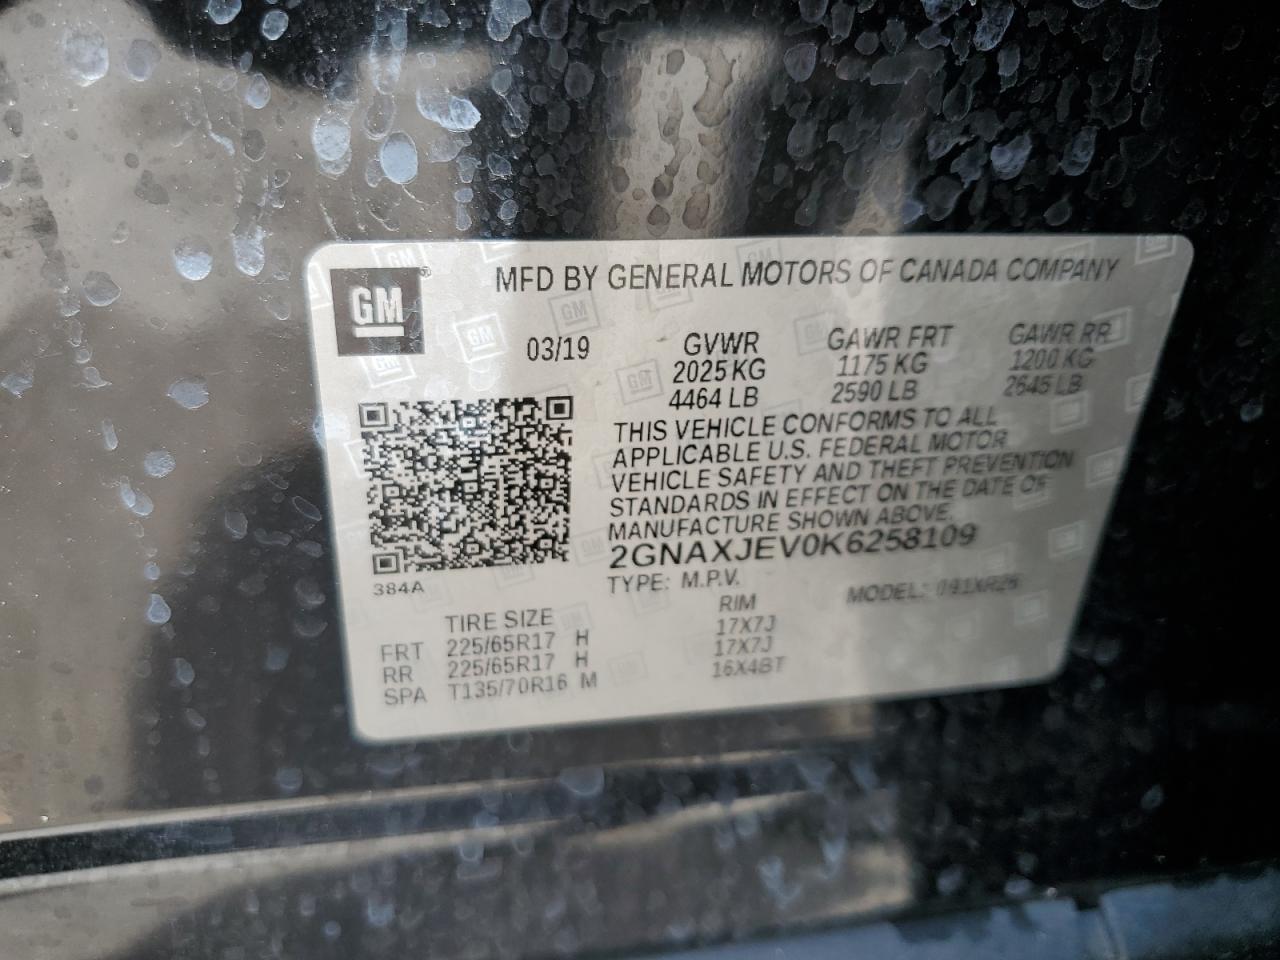 GM ®
MFD BY GENERAL MOTORS OF CANADA COMPANY
03/19 GVWR GAWR FRT GAWR RR
2025 KG 1175 KG 1200 KG
4464 LB 2590 LB 2645 LB
THIS VEHICLE CONFORMS TO ALL
APPLICABLE U.S. FEDERAL MOTOR
VEHICLE SAFETY AND THEFT PREVENTION
STANDARDS IN EFFECT ON THE DATE OF
MANUFACTURE SHOWN ABOVE.
2GNAXJEV0K6258109
384A
TYPE: M.P.V. MODEL:
TIRE SIZE RIM
FRT 225/65R17 H 17X7J
RR 225/65R17 H 17X7J
SPA T135/70R16 M 16X4BT